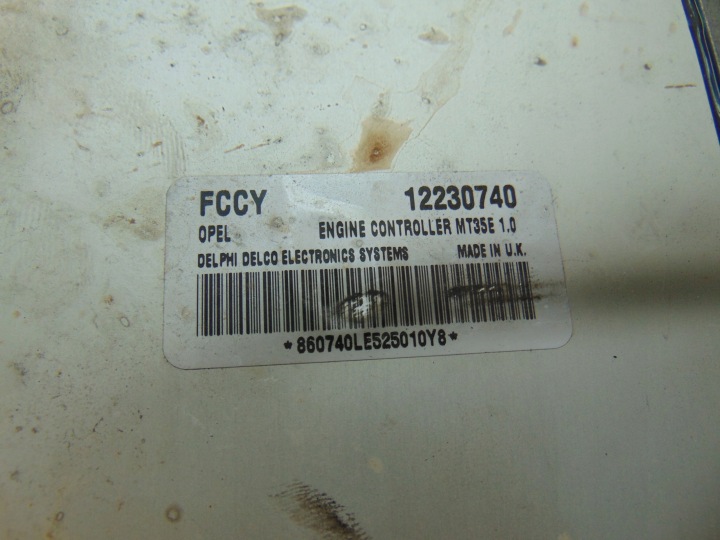 FCCY 12230740
OPEL ENGINE CONTROLLER MT35E 1.0
DELPHI DELCO ELECTRONICS SYSTEMS MADE IN U.K.
*860740LE525010Y8*